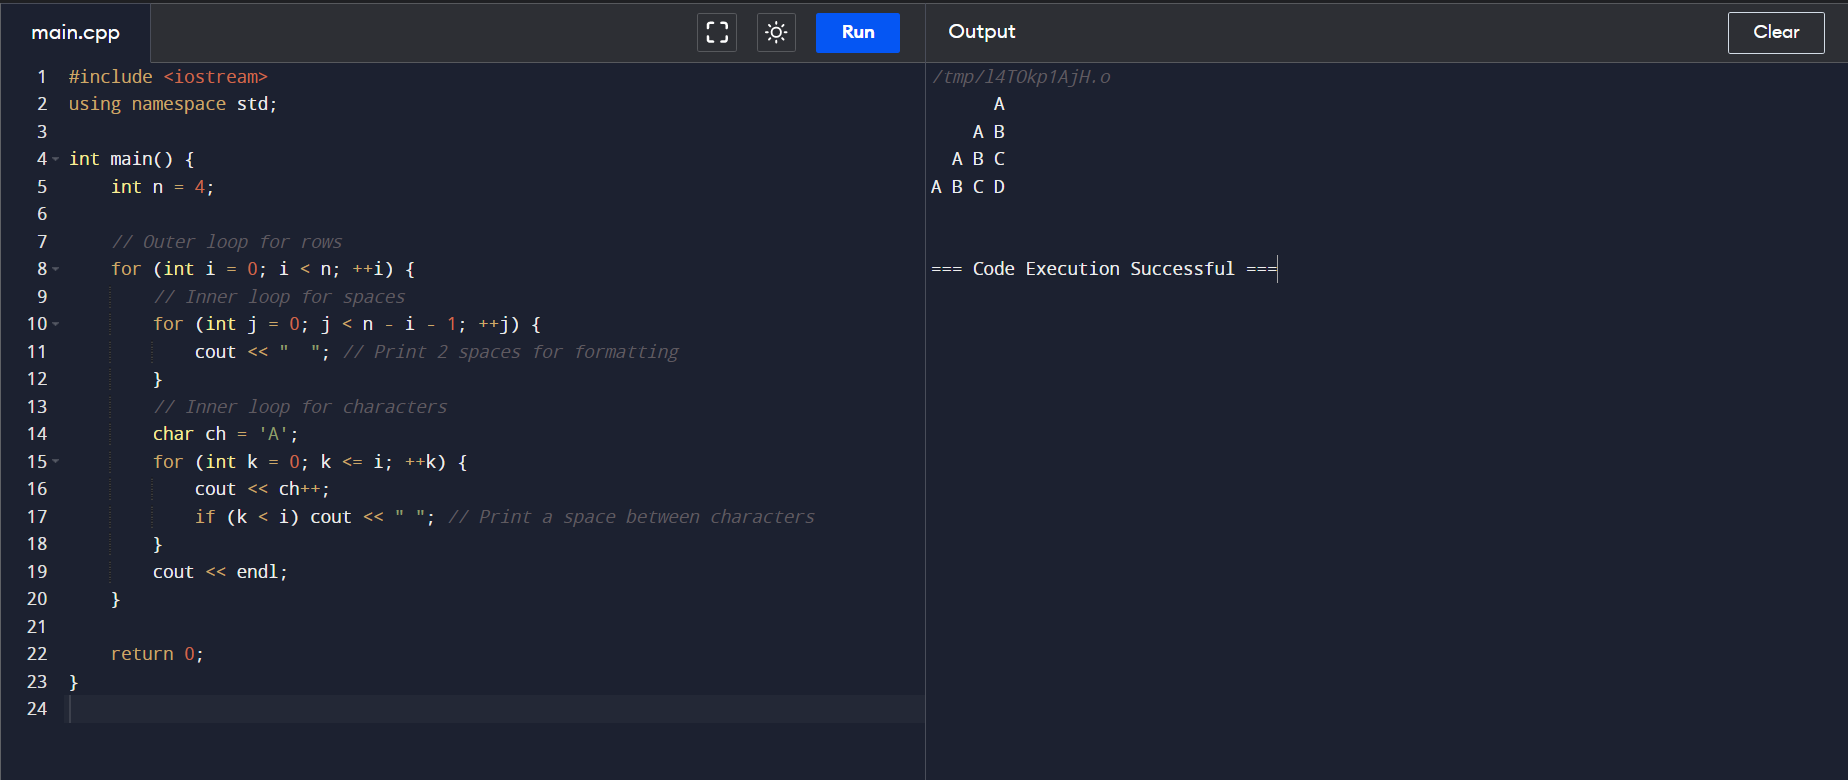 main.cpp
Run
Output
Clear
1 #include <iostream>
2 using namespace std;
3
4 int main() {
5     int n = 4;
6
7     // Outer loop for rows
8     for (int i = 0; i < n; ++i) {
9         // Inner loop for spaces
10         for (int j = 0; j < n - i - 1; ++j) {
11             cout << "  "; // Print 2 spaces for formatting
12         }
13         // Inner loop for characters
14         char ch = 'A';
15         for (int k = 0; k <= i; ++k) {
16             cout << ch++;
17             if (k < i) cout << " "; // Print a space between characters
18         }
19         cout << endl;
20     }
21
22     return 0;
23 }
24
/tmp/l4TOkp1AjH.o
      A
    A B
  A B C
A B C D
=== Code Execution Successful ===